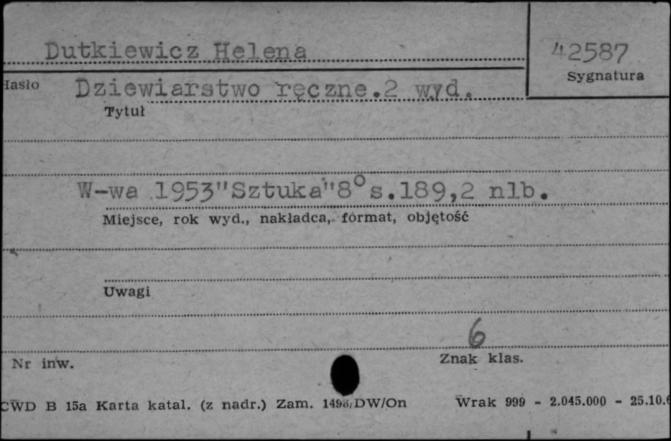 Dutkiewicz Helena
42587
Sygnatura
Hasło
Dziewiarstwo ręczne.2 wyd.
Tytuł
W-wa 1953"Sztuka"8° s.189,2 nlb.
Miejsce, rok wyd., nakładca, format, objętość
Uwagi
6
Nr inw.
Znak klas.
CWD B 15a Karta katal. (z nadr.) Zam. DW/On Wrak 999 - 2.045.000 - 25.10.